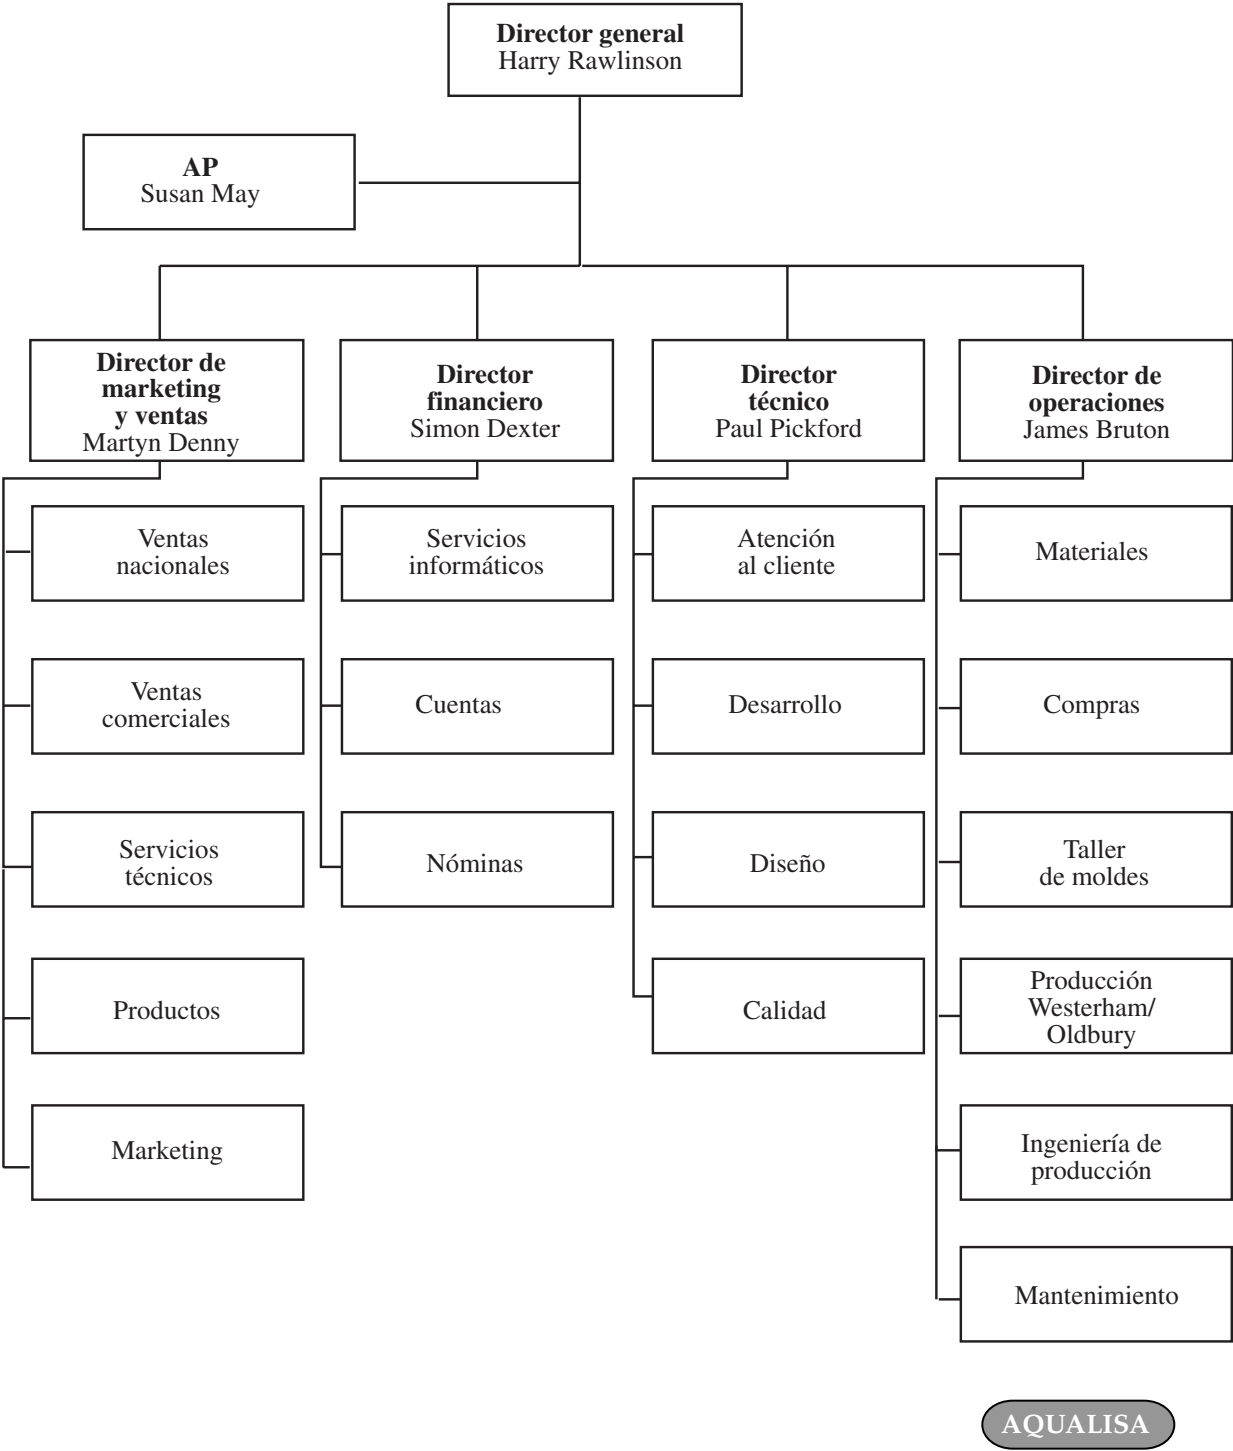 Director general
Harry Rawlinson
AP
Susan May
Director de
marketing
y ventas
Martyn Denny
Director
financiero
Simon Dexter
Director
técnico
Paul Pickford
Director de
operaciones
James Bruton
Ventas
nacionales
Servicios
informáticos
Atención
al cliente
Materiales
Ventas
comerciales
Cuentas
Desarrollo
Compras
Servicios
técnicos
Nóminas
Diseño
Taller
de moldes
Productos
Calidad
Producción
Westerham/
Oldbury
Marketing
Ingeniería de
producción
Mantenimiento
AQUALISA